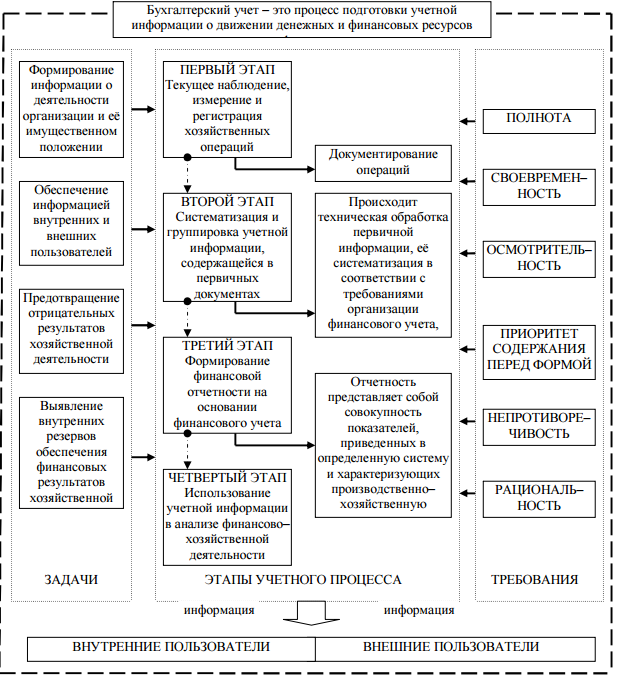 Бухгалтерский учет – это процесс подготовки учетной
информации о движении денежных и финансовых ресурсов
Формирование
информации о
деятельности
организации и её
имущественном
положении
Обеспечение
информацией
внутренних и
внешних
пользователей
Предотвращение
отрицательных
результатов
хозяйственной
деятельности
Выявление
внутренних
резервов
обеспечения
финансовых
результатов
хозяйственной
ЗАДАЧИ
ПЕРВЫЙ ЭТАП
Текущее наблюдение,
измерение и
регистрация
хозяйственных
операций
Документирование
операций
ВТОРОЙ ЭТАП
Систематизация и
группировка учетной
информации,
содержащейся в
первичных
документах
Происходит
техническая обработка
первичной
информации, её
систематизация в
соответствии с
требованиями
организации
финансового учета,
ТРЕТИЙ ЭТАП
Формирование
финансовой
отчетности на
основании
финансового учета
Отчетность
представляет собой
совокупность
показателей,
приведенных в
определенную систему
и характеризующих
производственно–
хозяйственную
ЧЕТВЕРТЫЙ ЭТАП
Использование
учетной информации
в анализе финансово–
хозяйственной
деятельности
ЭТАПЫ УЧЕТНОГО ПРОЦЕССА
ПОЛНОТА
СВОЕВРЕМЕН–
НОСТЬ
ОСМОТРИТЕЛЬ–
НОСТЬ
ПРИОРИТЕТ
СОДЕРЖАНИЯ
ПЕРЕД ФОРМОЙ
НЕПРОТИВОРЕ–
ЧИВОСТЬ
РАЦИОНАЛЬ–
НОСТЬ
ТРЕБОВАНИЯ
информация
информация
ВНУТРЕННИЕ ПОЛЬЗОВАТЕЛИ
ВНЕШНИЕ ПОЛЬЗОВАТЕЛИ